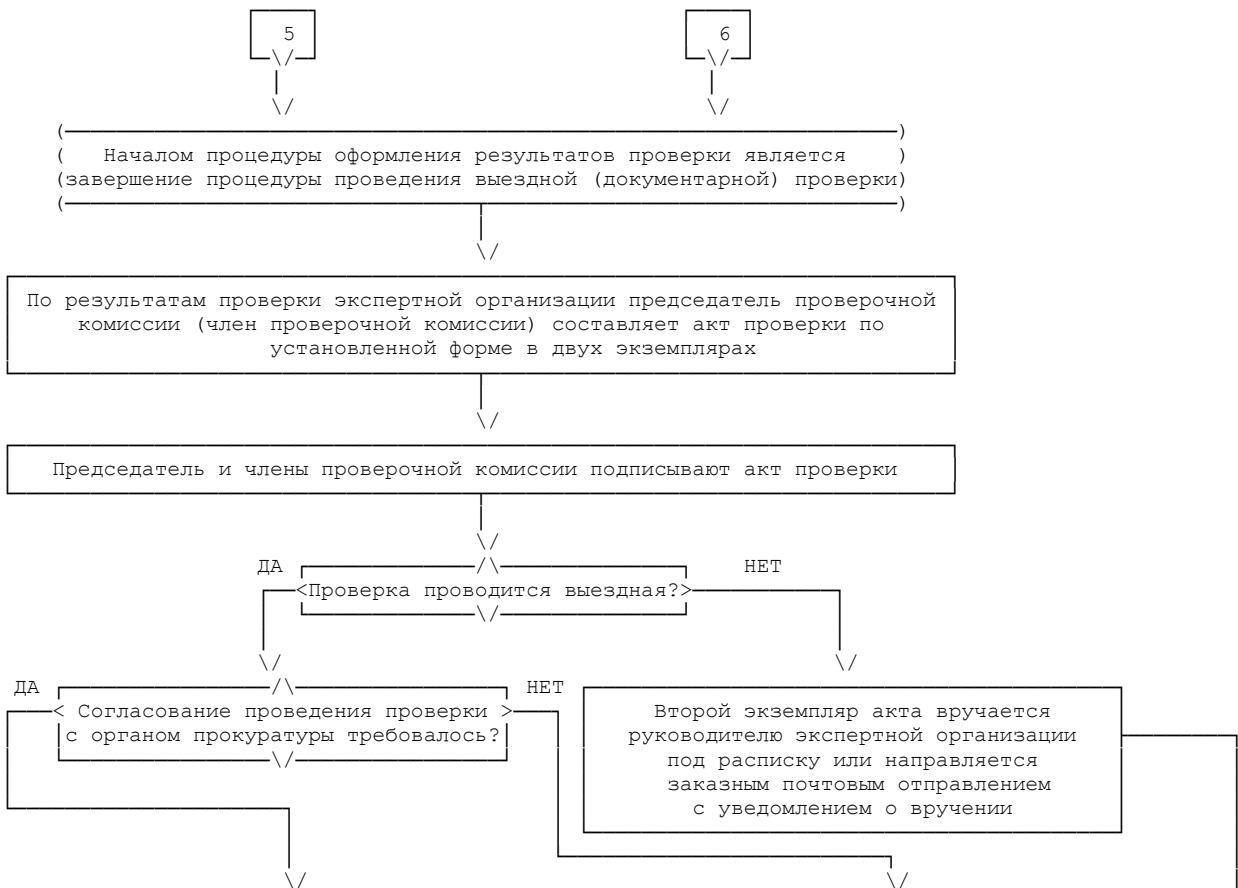 5
6
Началом процедуры оформления результатов проверки является
завершение процедуры проведения выездной (документарной) проверки
По результатам проверки экспертной организации председатель проверочной
комиссии (член проверочной комиссии) составляет акт проверки по
установленной форме в двух экземплярах
Председатель и члены проверочной комиссии подписывают акт проверки
ДА
НЕТ
Проверка проводится выездная?
ДА
НЕТ
Согласование проведения проверки
с органом прокуратуры требовалось?
Второй экземпляр акта вручается
руководителю экспертной организации
под расписку или направляется
заказным почтовым отправлением
с уведомлением о вручении